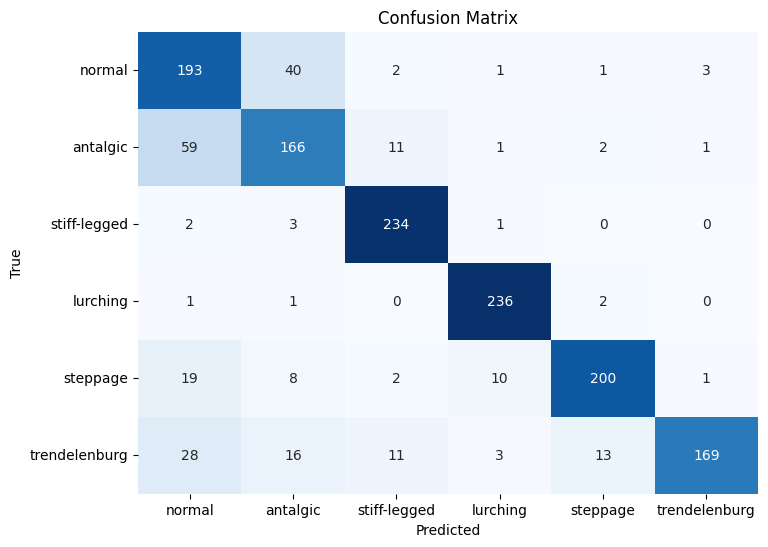 Confusion Matrix
True
normal 193 40 2 1 1 3
antalgic 59 166 11 1 2 1
stiff-legged 2 3 234 1 0 0
lurching 1 1 0 236 2 0
steppage 19 8 2 10 200 1
trendelenburg 28 16 11 3 13 169
normal antalgic stiff-legged lurching steppage trendelenburg
Predicted